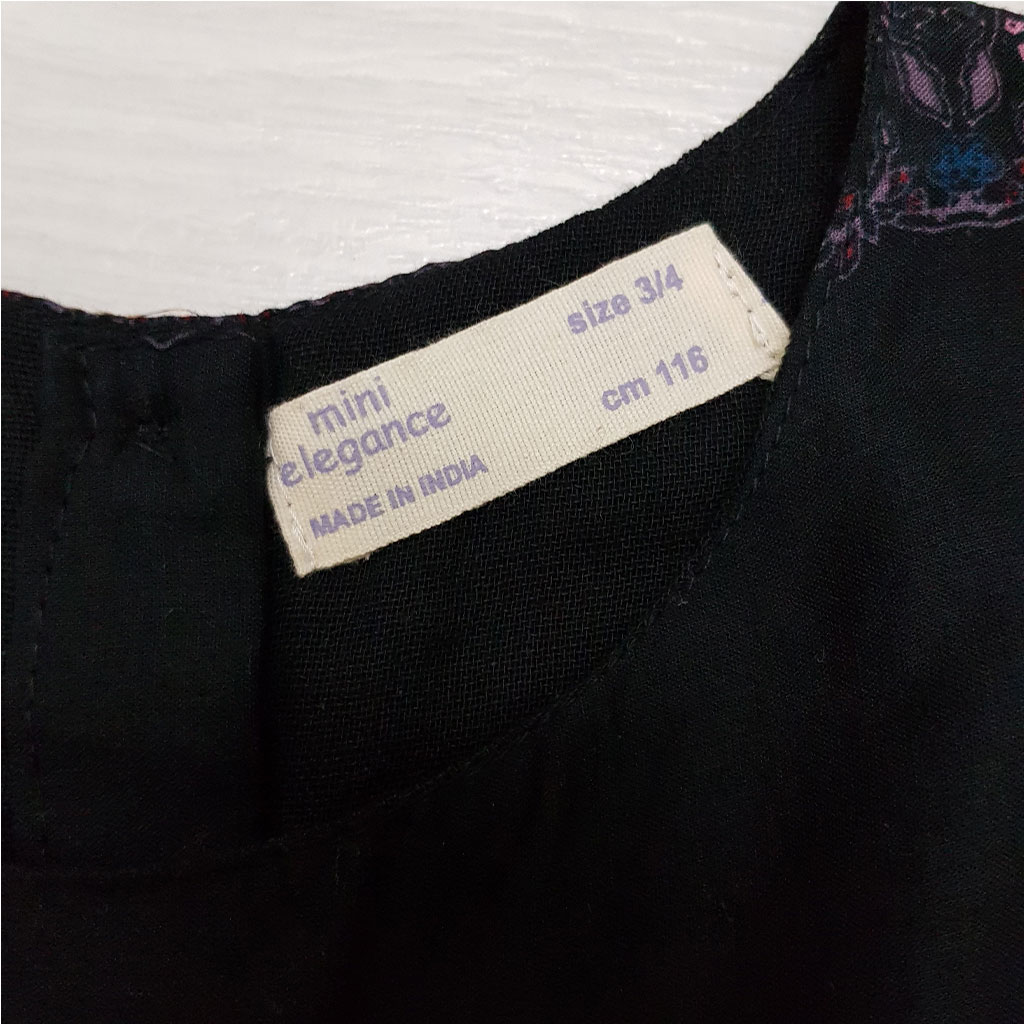 mini
elegance
MADE IN INDIA
size 3/4
cm 116